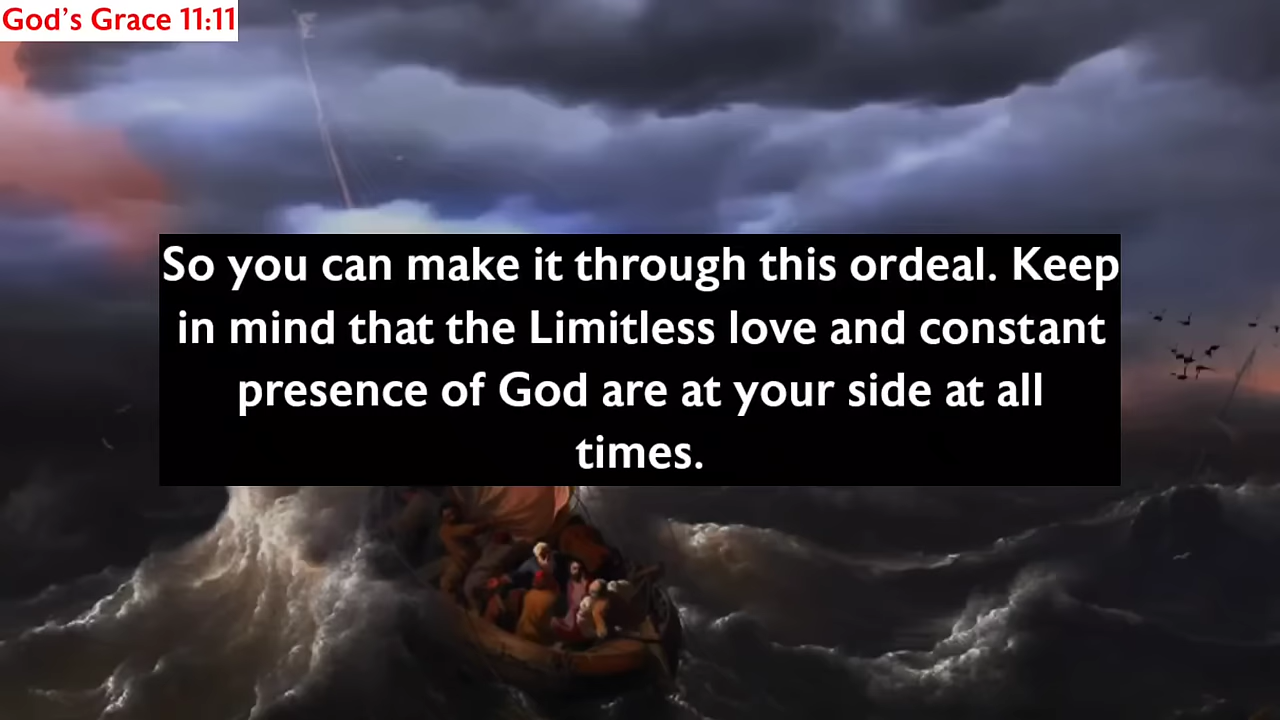 God's Grace 11:11
So you can make it through this ordeal. Keep
in mind that the Limitless love and constant
presence of God are at your side at all
times.